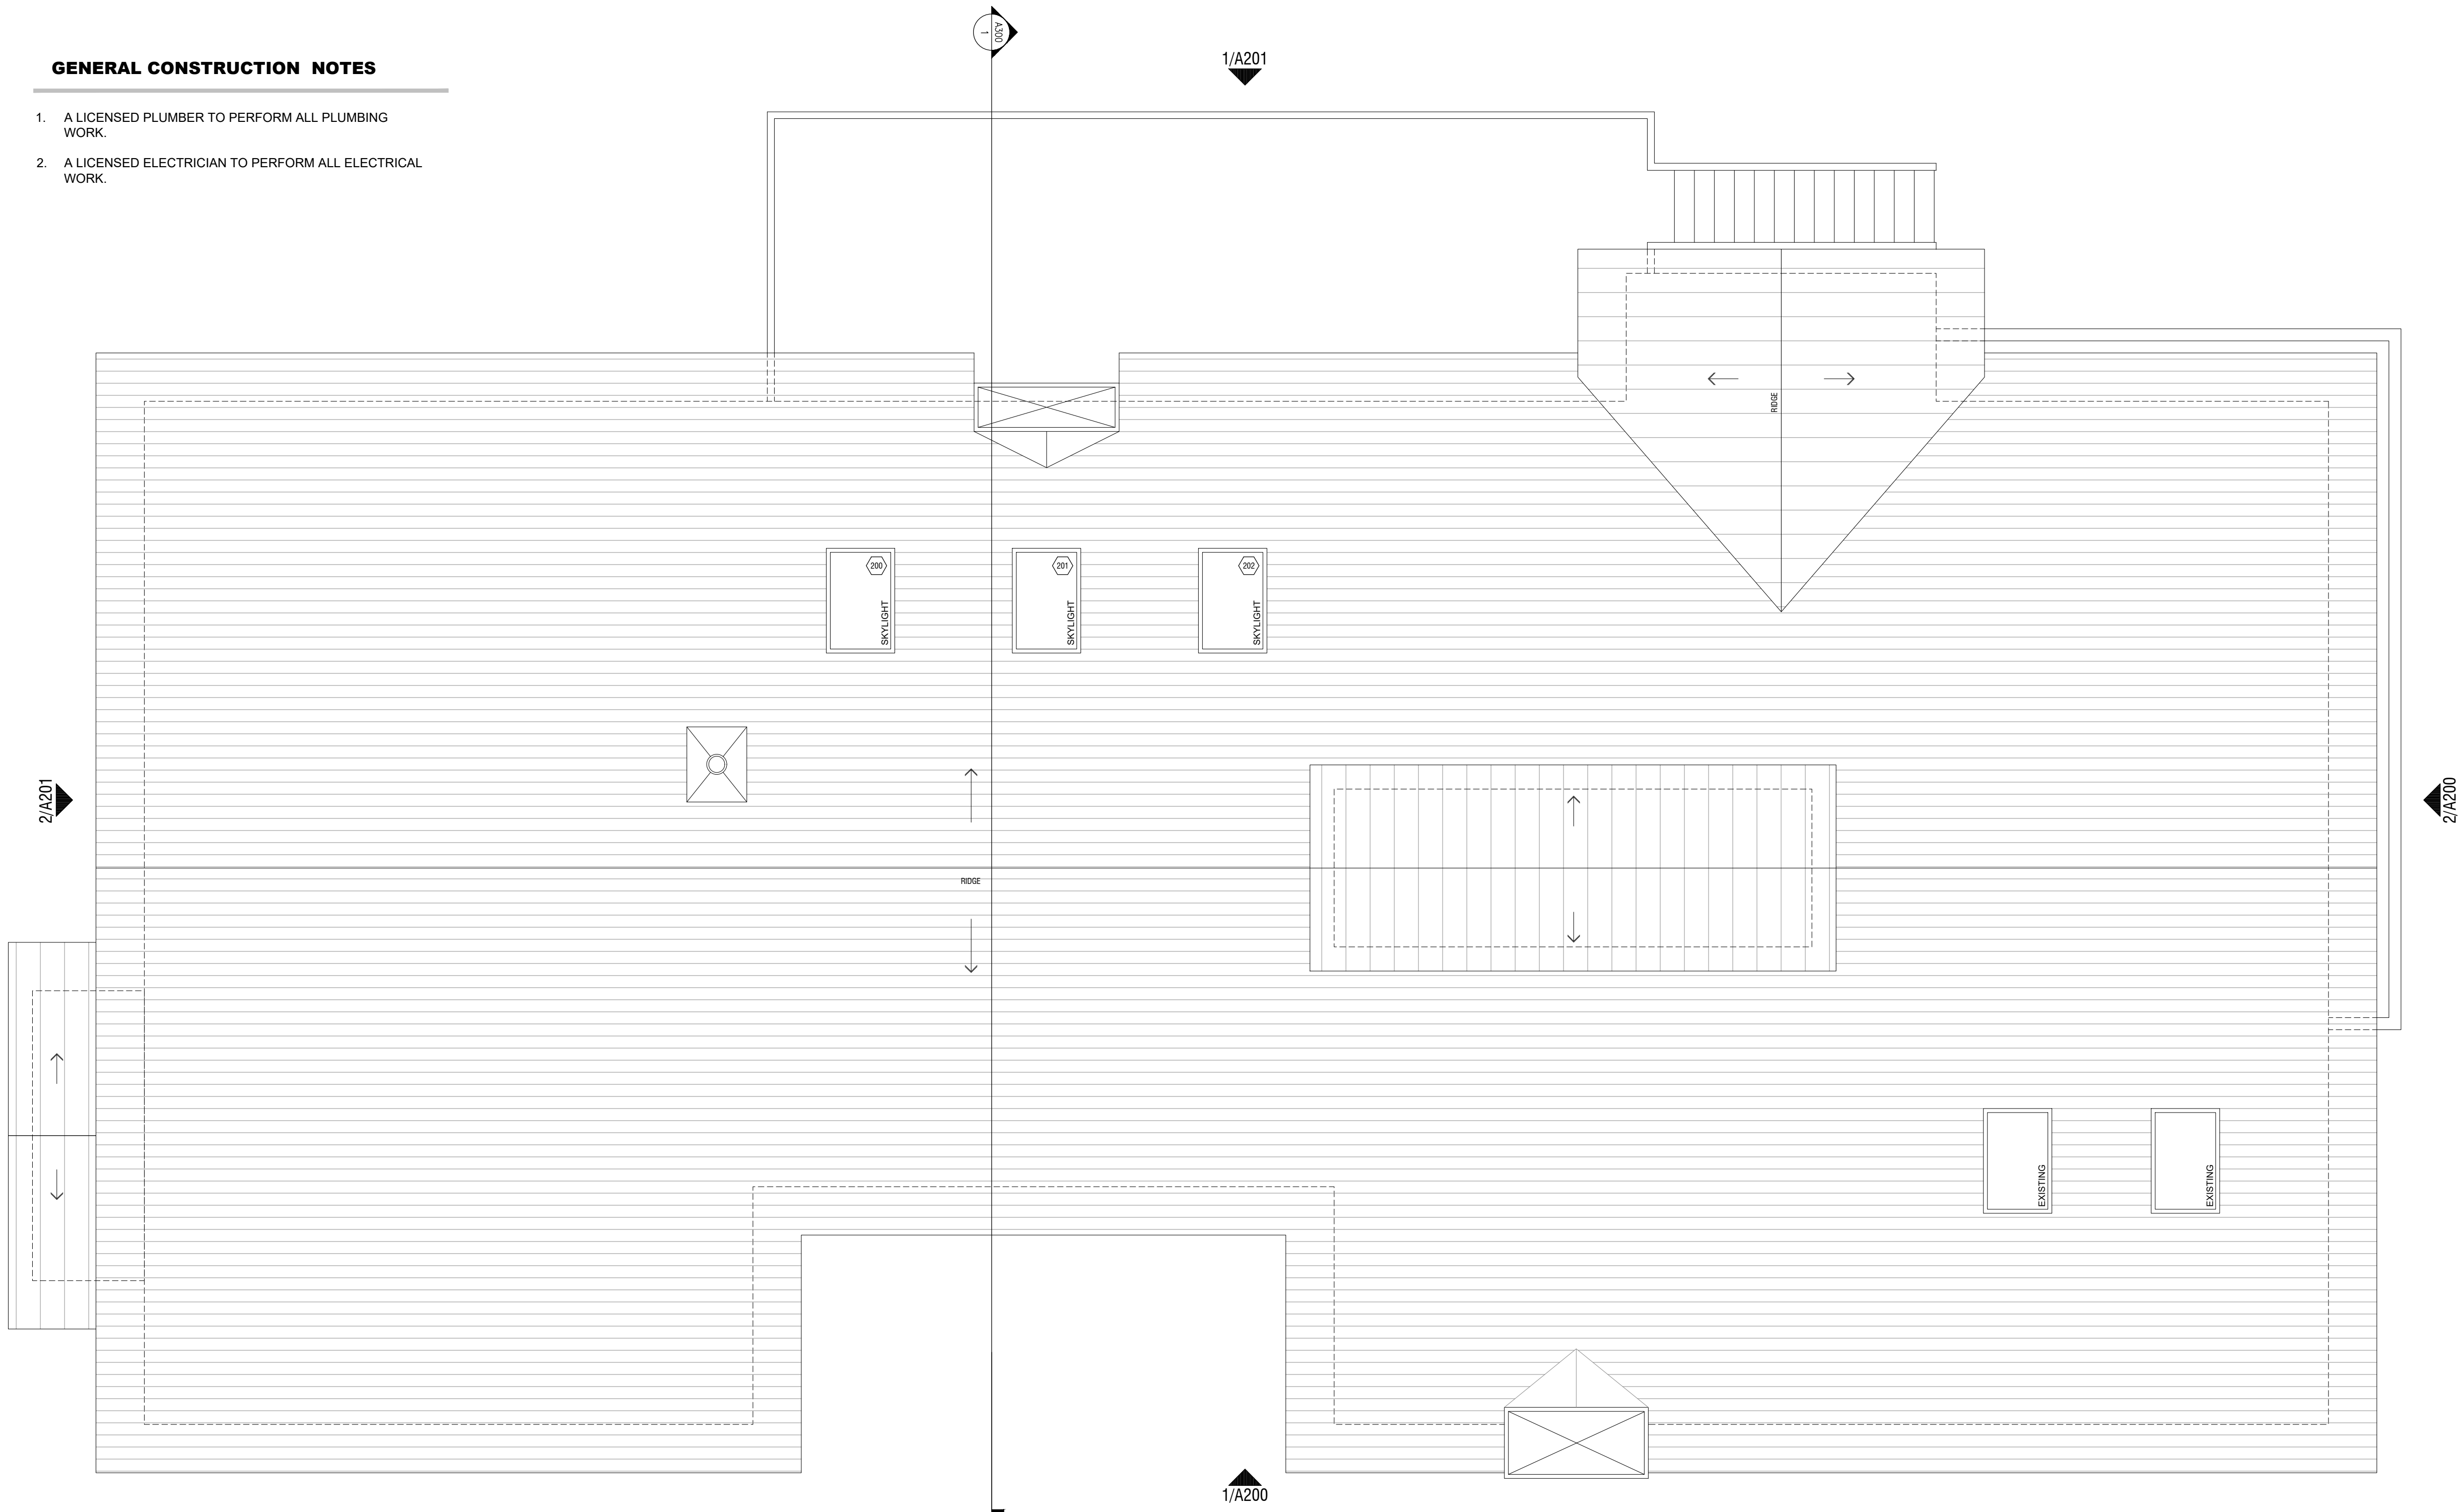 A300
1
1/A201
GENERAL CONSTRUCTION NOTES
1. A LICENSED PLUMBER TO PERFORM ALL PLUMBING
WORK.
2. A LICENSED ELECTRICIAN TO PERFORM ALL ELECTRICAL
WORK.
RIDGE
200
SKYLIGHT
201
SKYLIGHT
202
SKYLIGHT
2/A201
2/A200
RIDGE
EXISTING
EXISTING
1/A200